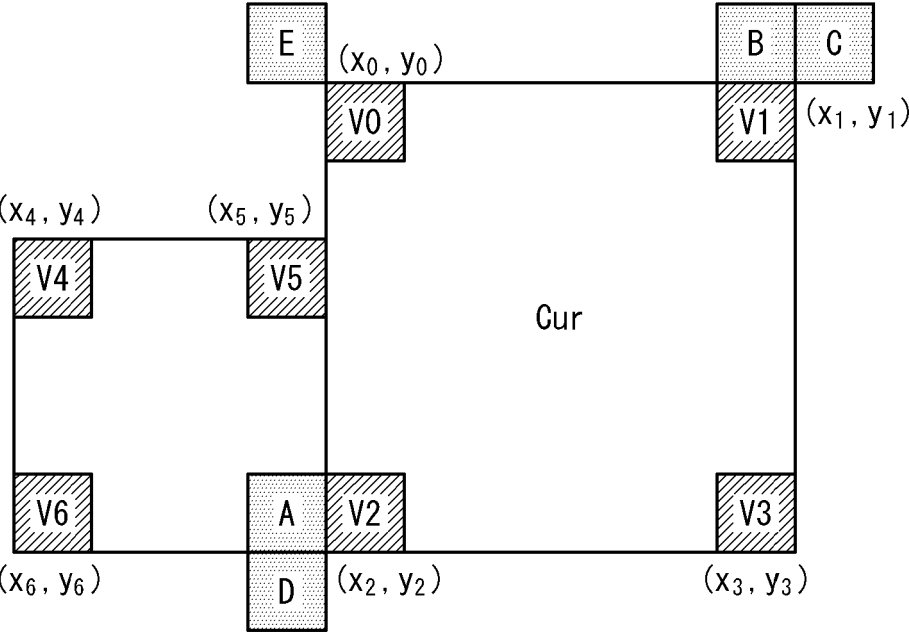 E
B
C
(x0, y0)
V0
V1
(x1, y1)
(x4, y4)
(x5, y5)
V4
V5
Cur
V6
A
V2
V3
(x6, y6)
D
(x2, y2)
(x3, y3)